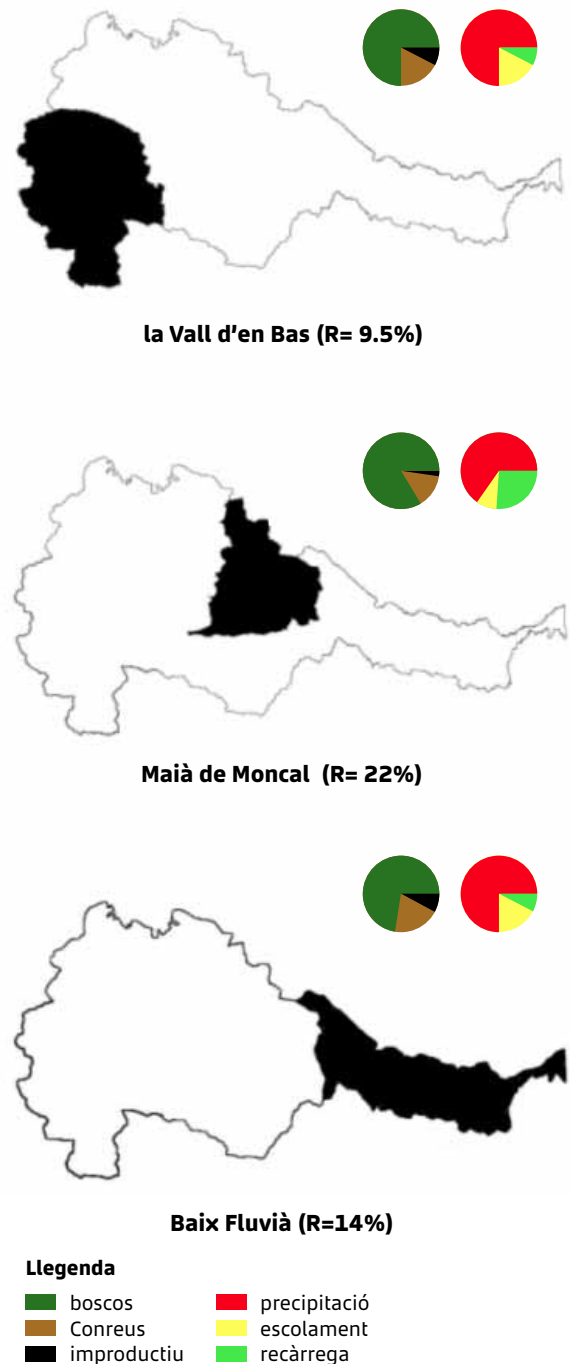 la Vall d'en Bas (R= 9.5%)
Maià de Moncal (R= 22%)
Baix Fluvià (R=14%)
Llegenda
boscos
precipitació
Conreus
escolament
improductiu
recàrrega